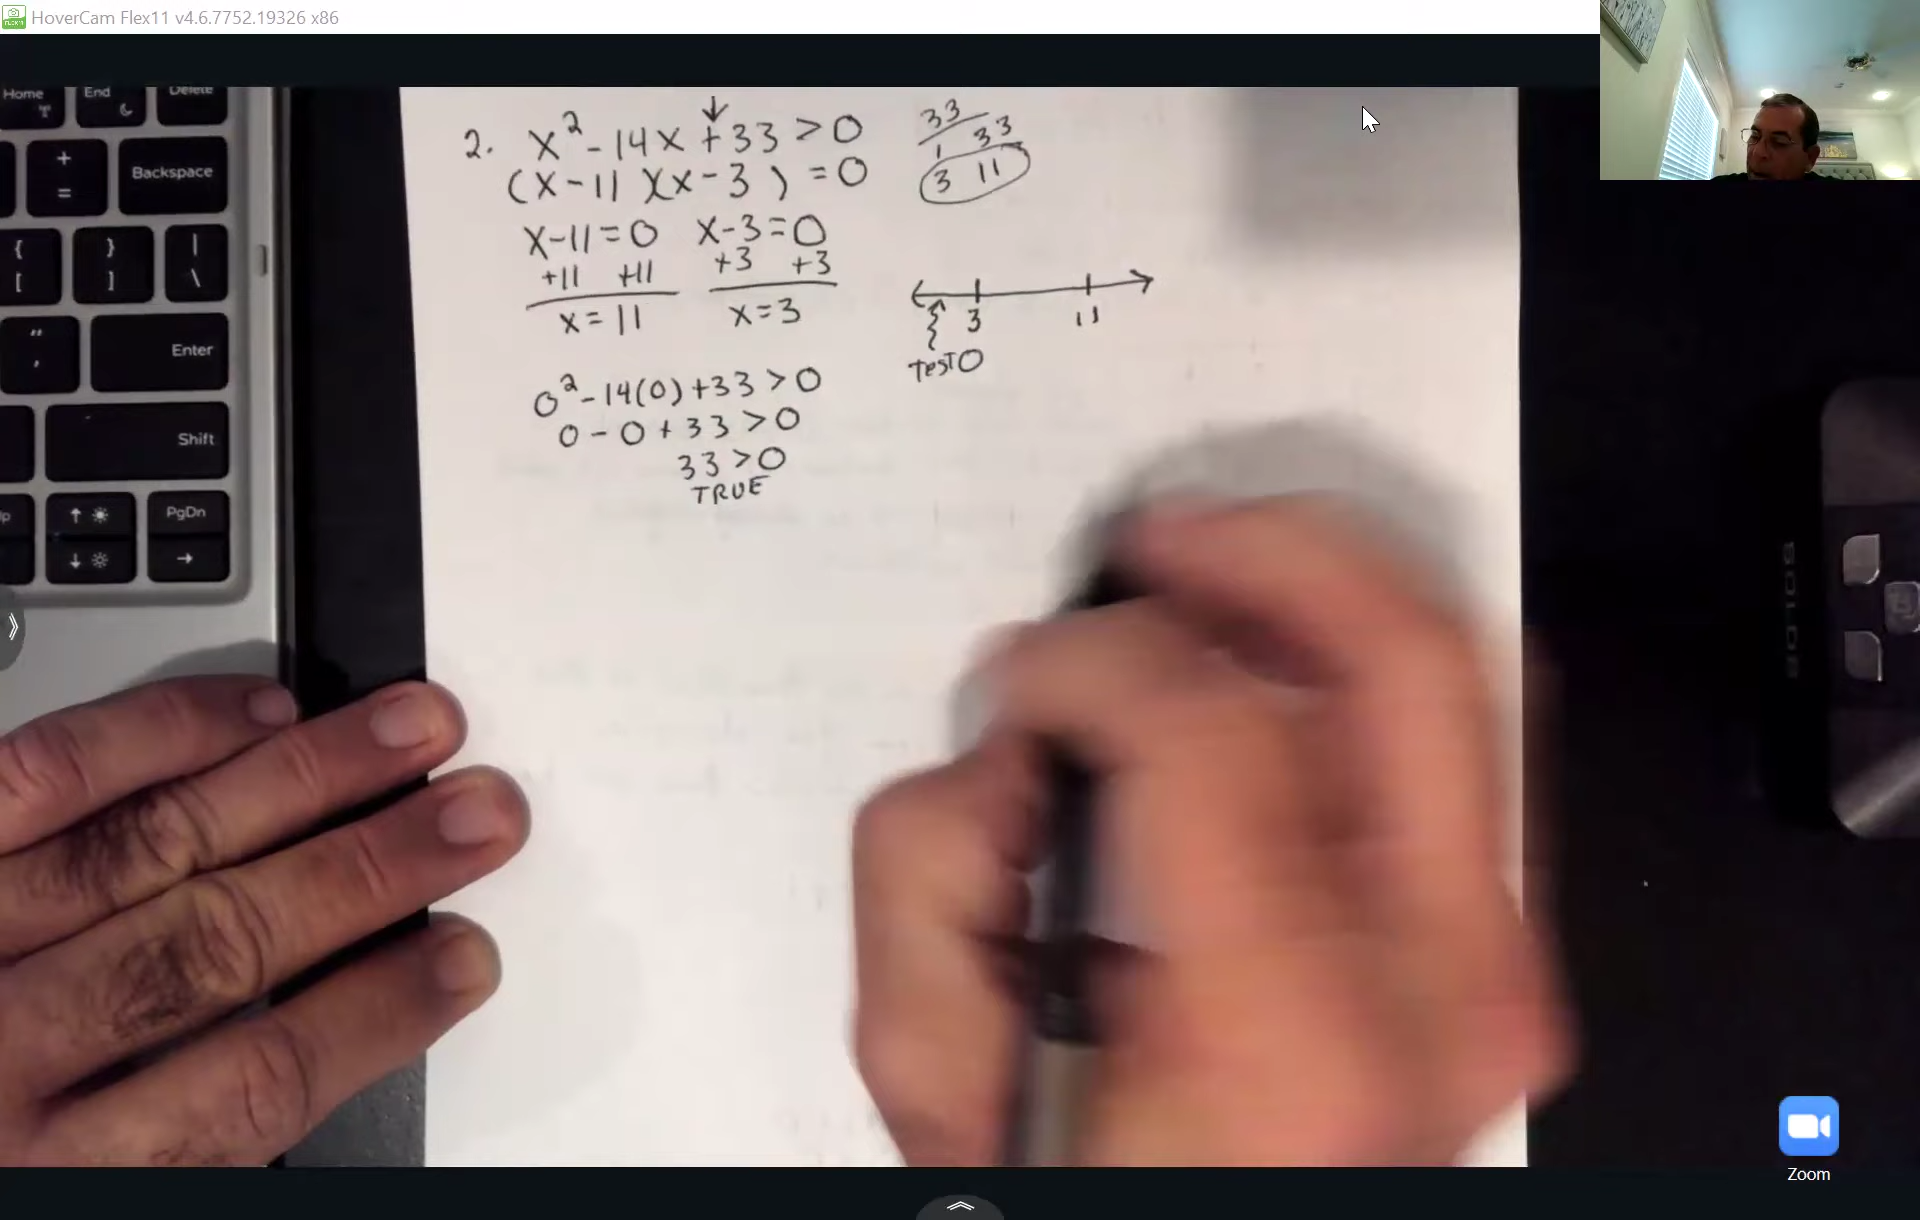 HoverCam Flex11 v4.6.7752.19326 x86
Home
End
Delete
+
=
Backspace
{
[
}
]
|
\
"
'
Enter
Shift
↑
PgDn
↓
→
2. x² - 14x + 33 > 0
(x - 11)(x - 3) = 0
x - 11 = 0 x - 3 = 0
+11 +11 +3 +3
x = 11 x = 3
0² - 14(0) + 33 > 0
0 - 0 + 33 > 0
33 > 0
TRUE
33
1 33
3 11
3 11
Test 0
Zoom